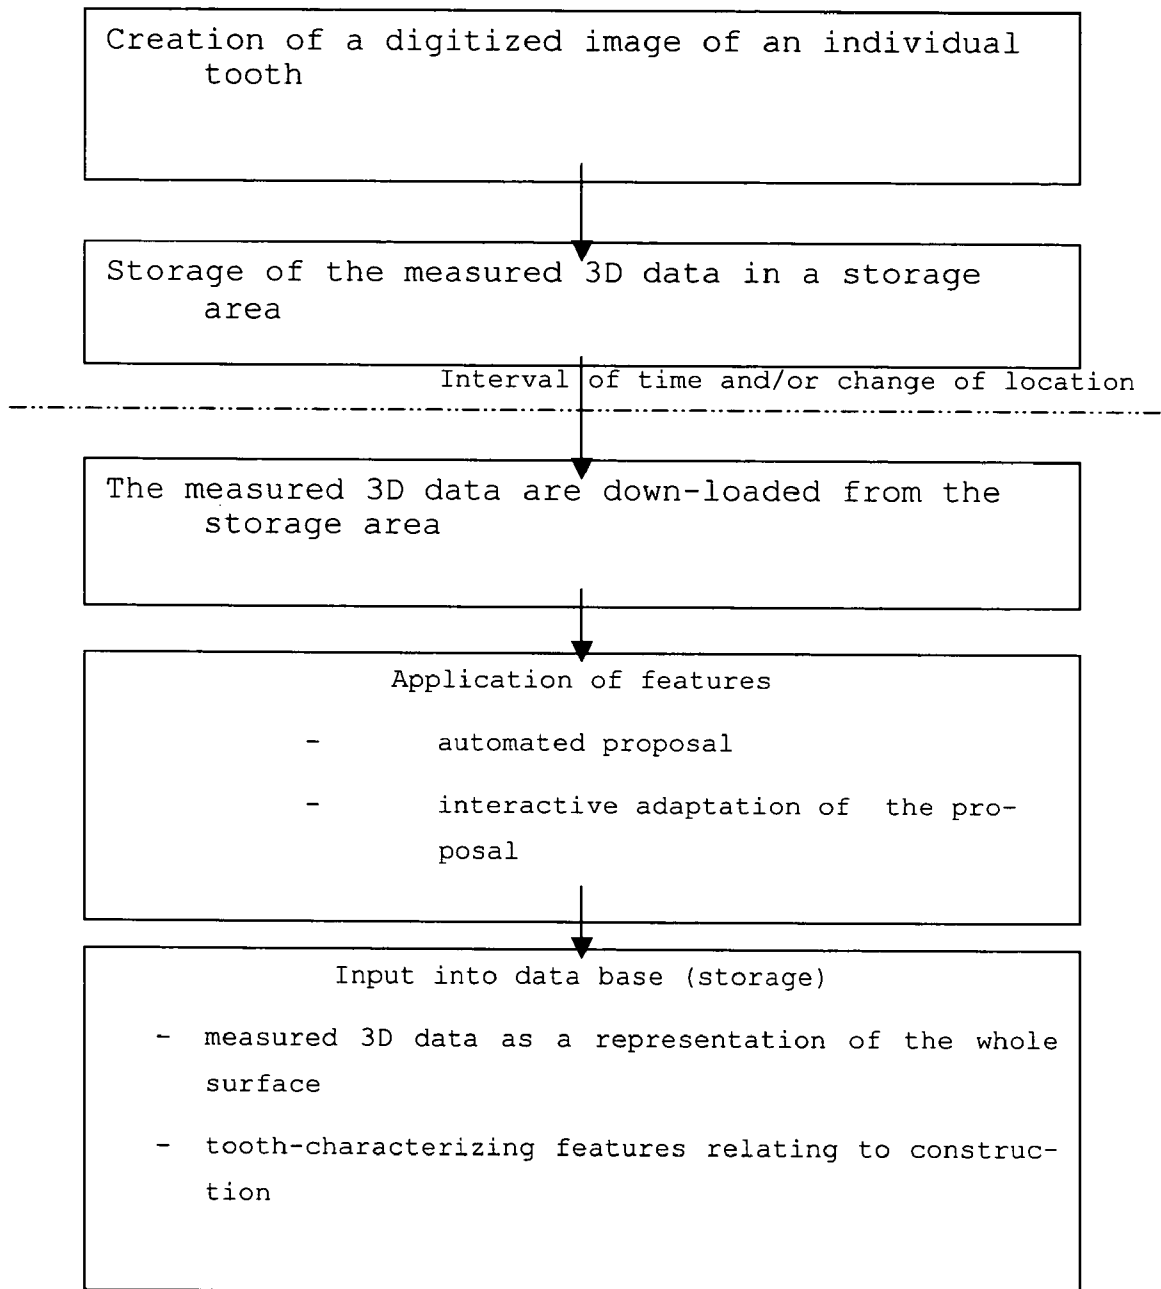 Creation of a digitized image of an individual
tooth
Storage of the measured 3D data in a storage
area
Interval of time and/or change of location
The measured 3D data are down-loaded from the
storage area
Application of features
- automated proposal
- interactive adaptation of the pro-
posal
Input into data base (storage)
- measured 3D data as a representation of the whole
surface
- tooth-characterizing features relating to construc-
tion